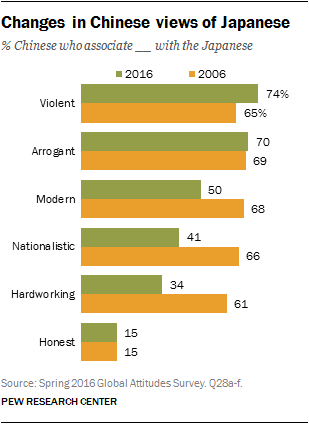 Changes in Chinese views of Japanese
% Chinese who associate __ with the Japanese
2016 2006
Violent 74%
65%
Arrogant 70
69
Modern 50
68
Nationalistic 41
66
Hardworking 34
61
Honest 15
15
Source: Spring 2016 Global Attitudes Survey. Q28a-f.
PEW RESEARCH CENTER